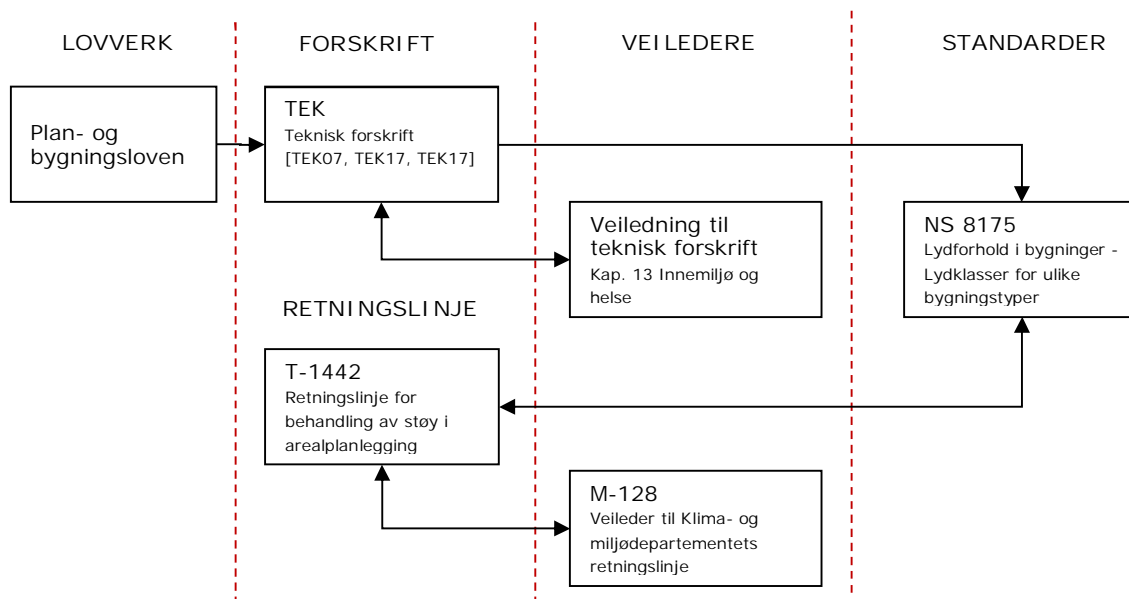 LOVVERK
FORSKRIFT
VEILEDERE
STANDARDER
Plan- og
bygningsloven
TEK
Teknisk forskrift
[TEK07, TEK17, TEK17]
Veiledning til
teknisk forskrift
Kap. 13 Innemiljø og
helse
NS 8175
Lydforhold i bygninger -
Lydklasser for ulike
bygningstyper
RETNINGSLINJE
T-1442
Retningslinje for
behandling av støy i
arealplanlegging
M-128
Veileder til Klima- og
miljødepartementets
retningslinje